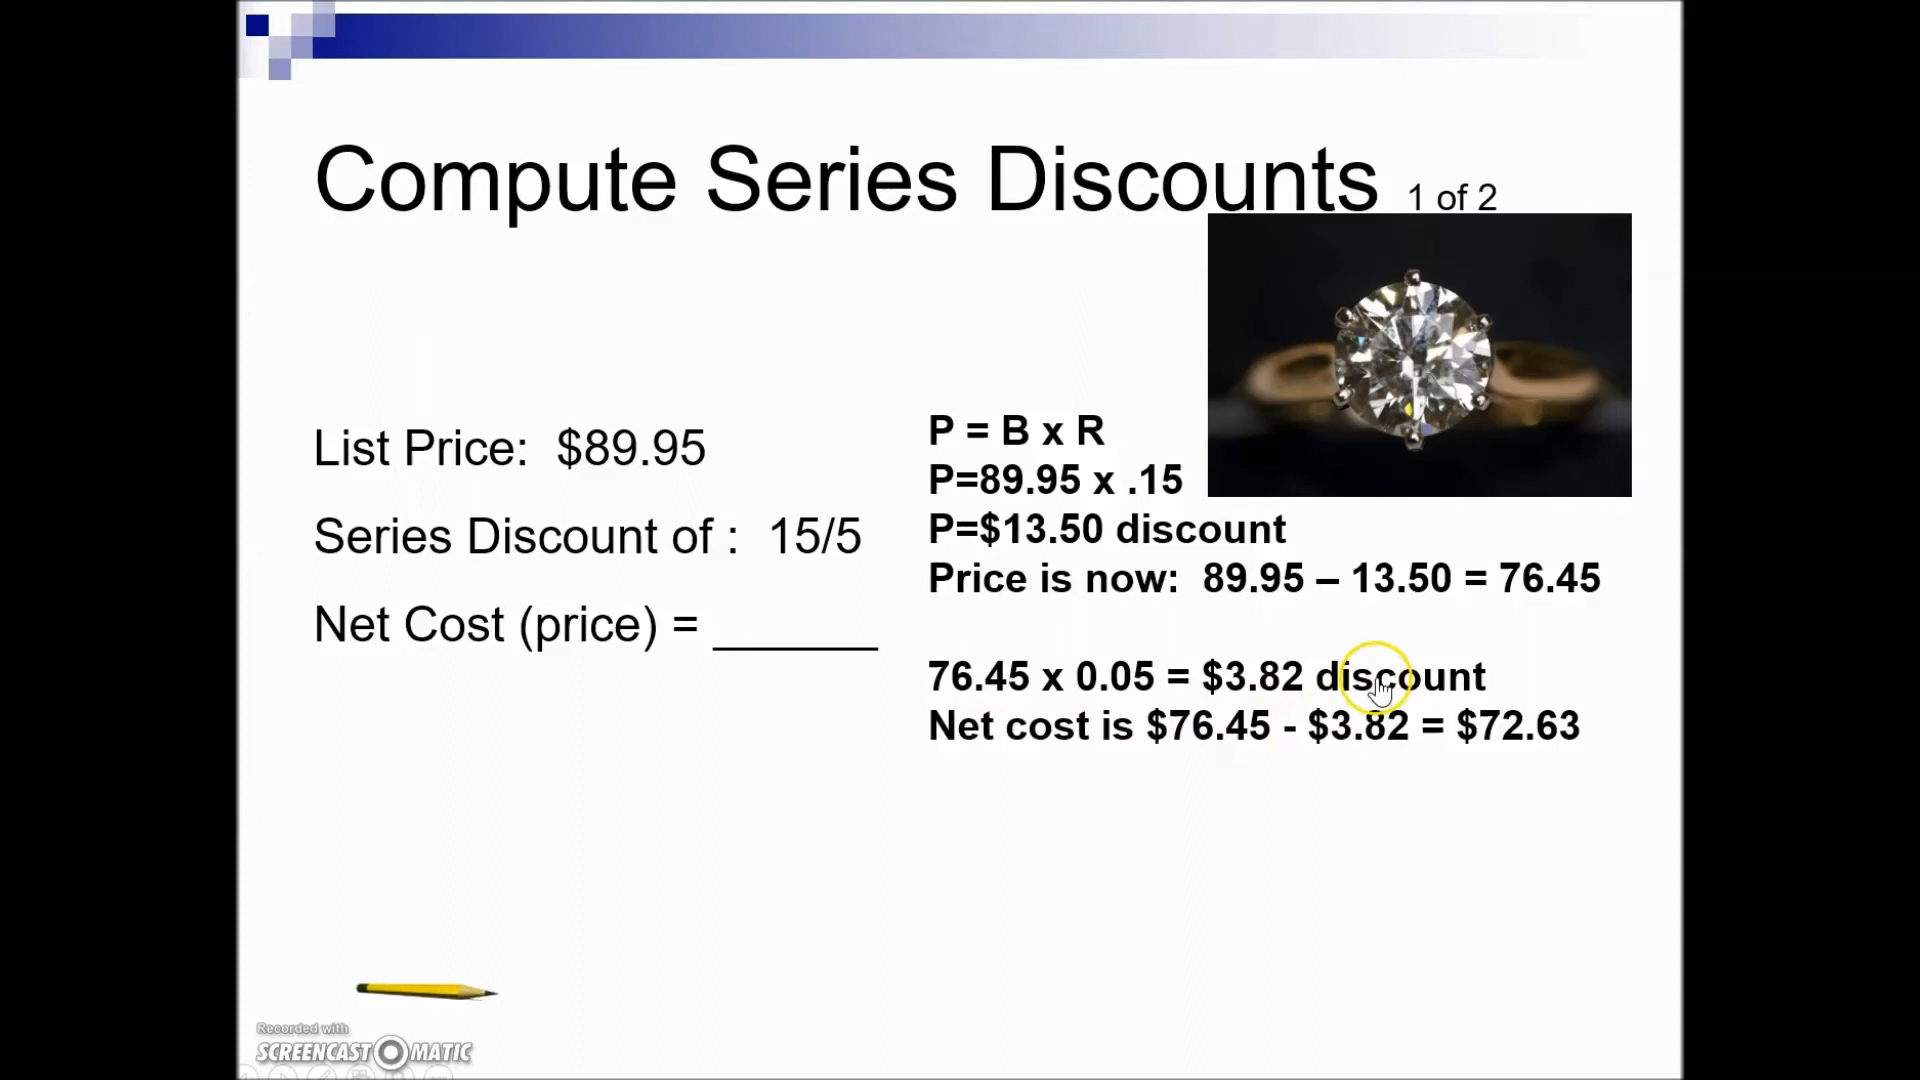 Compute Series Discounts 1 of 2
List Price:  $89.95
Series Discount of :  15/5
Net Cost (price) = ______
P = B x R
P=89.95 x .15
P=$13.50 discount
Price is now:  89.95 – 13.50 = 76.45
76.45 x 0.05 = $3.82 discount
Net cost is $76.45 - $3.82 = $72.63
Recorded with
SCREENCAST MATIC